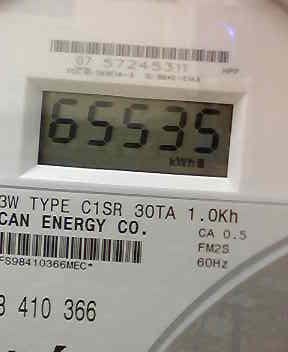 07 57245311
65535
kWh
3W TYPE C1SR 30TA 1.0Kh
CAN ENERGY CO.
CA 0.5
FM2S
60Hz
FS98410366MEC*
8 410 366